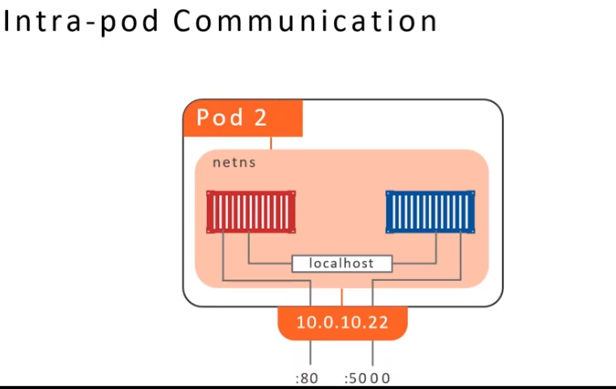 Intra-pod Communication
Pod 2
netns
localhost
10.0.10.22
:80 :5000